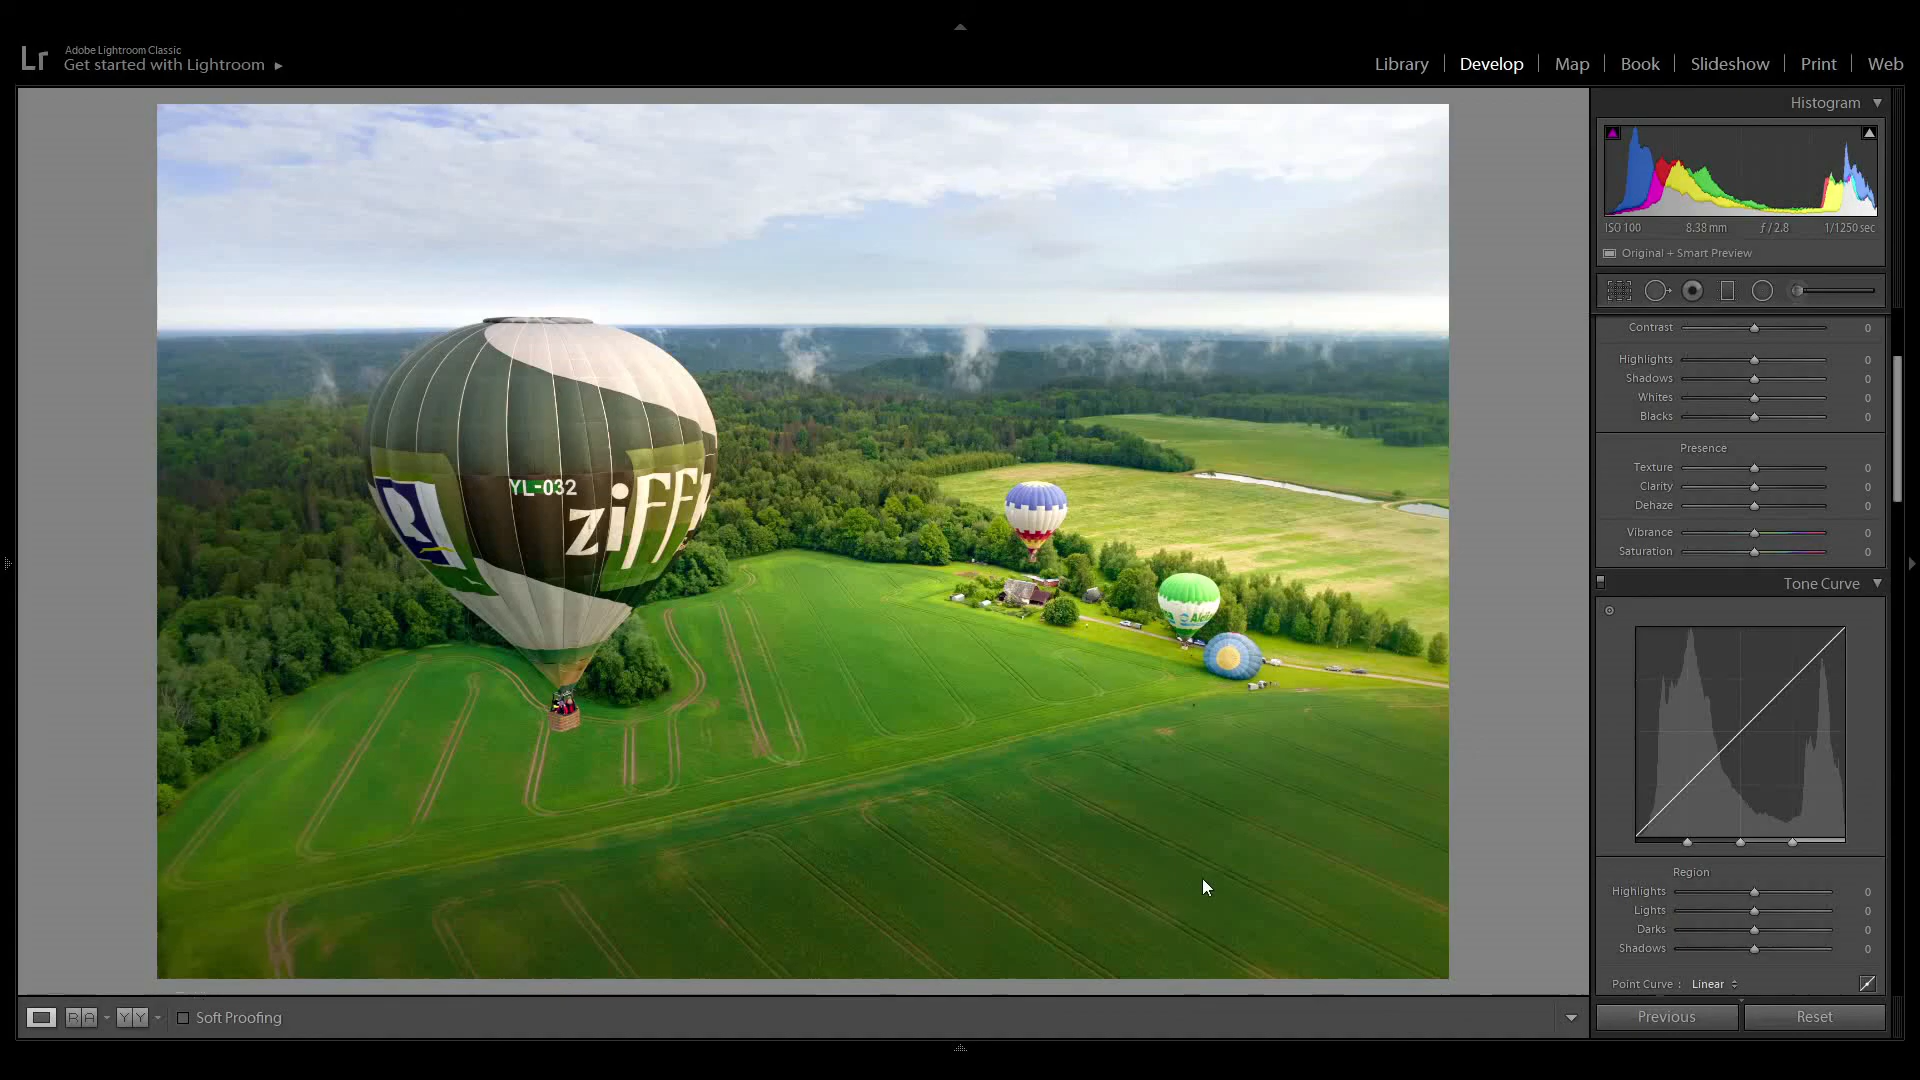 Lr
Adobe Lightroom Classic
Get started with Lightroom
Library
Develop
Map
Book
Slideshow
Print
Web
Histogram
ISO 100 8.38 mm ƒ / 2.8 1/1250 sec
Original + Smart Preview
Contrast 0
Highlights 0
Shadows 0
Whites 0
Blacks 0
Presence
Texture 0
Clarity 0
Dehaze 0
Vibrance 0
Saturation 0
Tone Curve
Region
Highlights 0
Lights 0
Darks 0
Shadows 0
Point Curve : Linear
Previous
Reset
YL-032
R A
Y Y
Soft Proofing